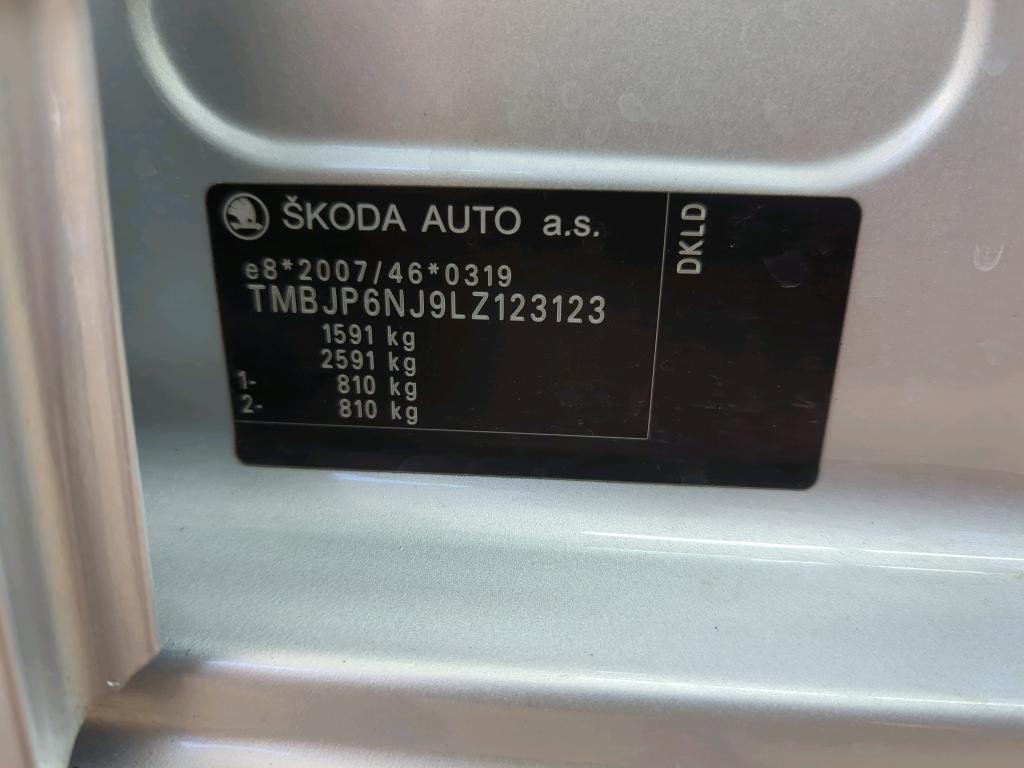 ŠKODA AUTO a.s.
e8*2007/46*0319
TMBJP6NJ9LZ123123
1591 kg
2591 kg
1- 810 kg
2- 810 kg
DKLD